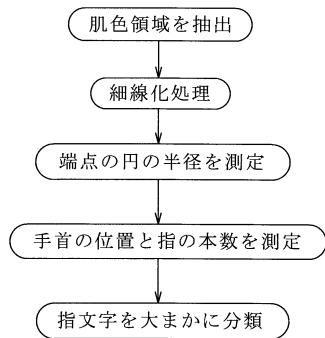 肌色領域を抽出
細線化処理
端点の円の半径を測定
手首の位置と指の本数を測定
指文字を大まかに分類